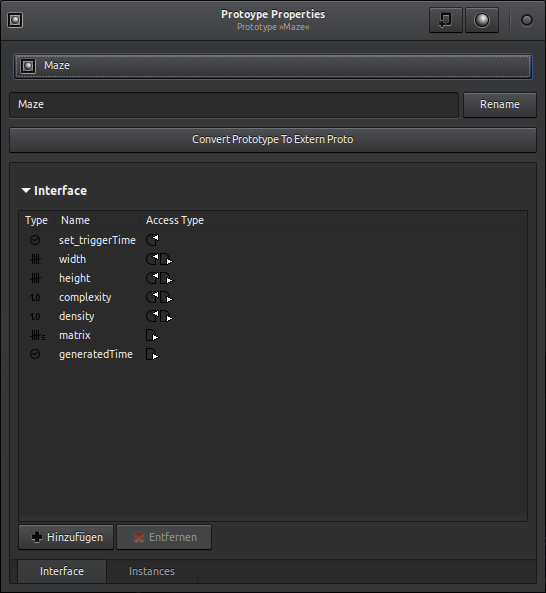 Protoype Properties
Prototype »Maze«
Maze
Maze
Rename
Convert Prototype To Extern Proto
Interface
Type Name Access Type
set_triggerTime
width
height
1.0 complexity
1.0 density
matrix
generatedTime
Hinzufügen Entfernen
Interface Instances